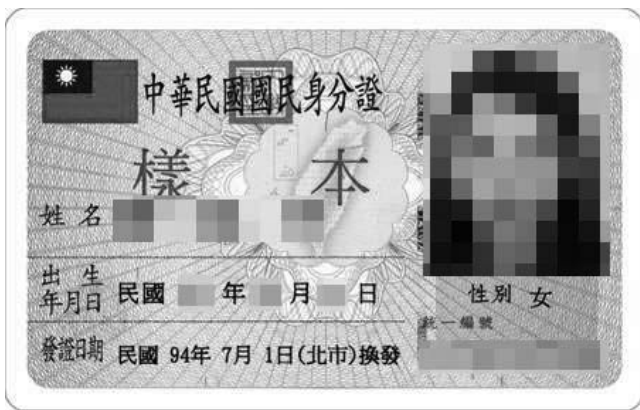 中華民國國民身分證
樣 本
姓名
出生年月日 民國 年 月 日
性別 女
統一編號
發證日期 民國 94年 7月 1日(北市)換發